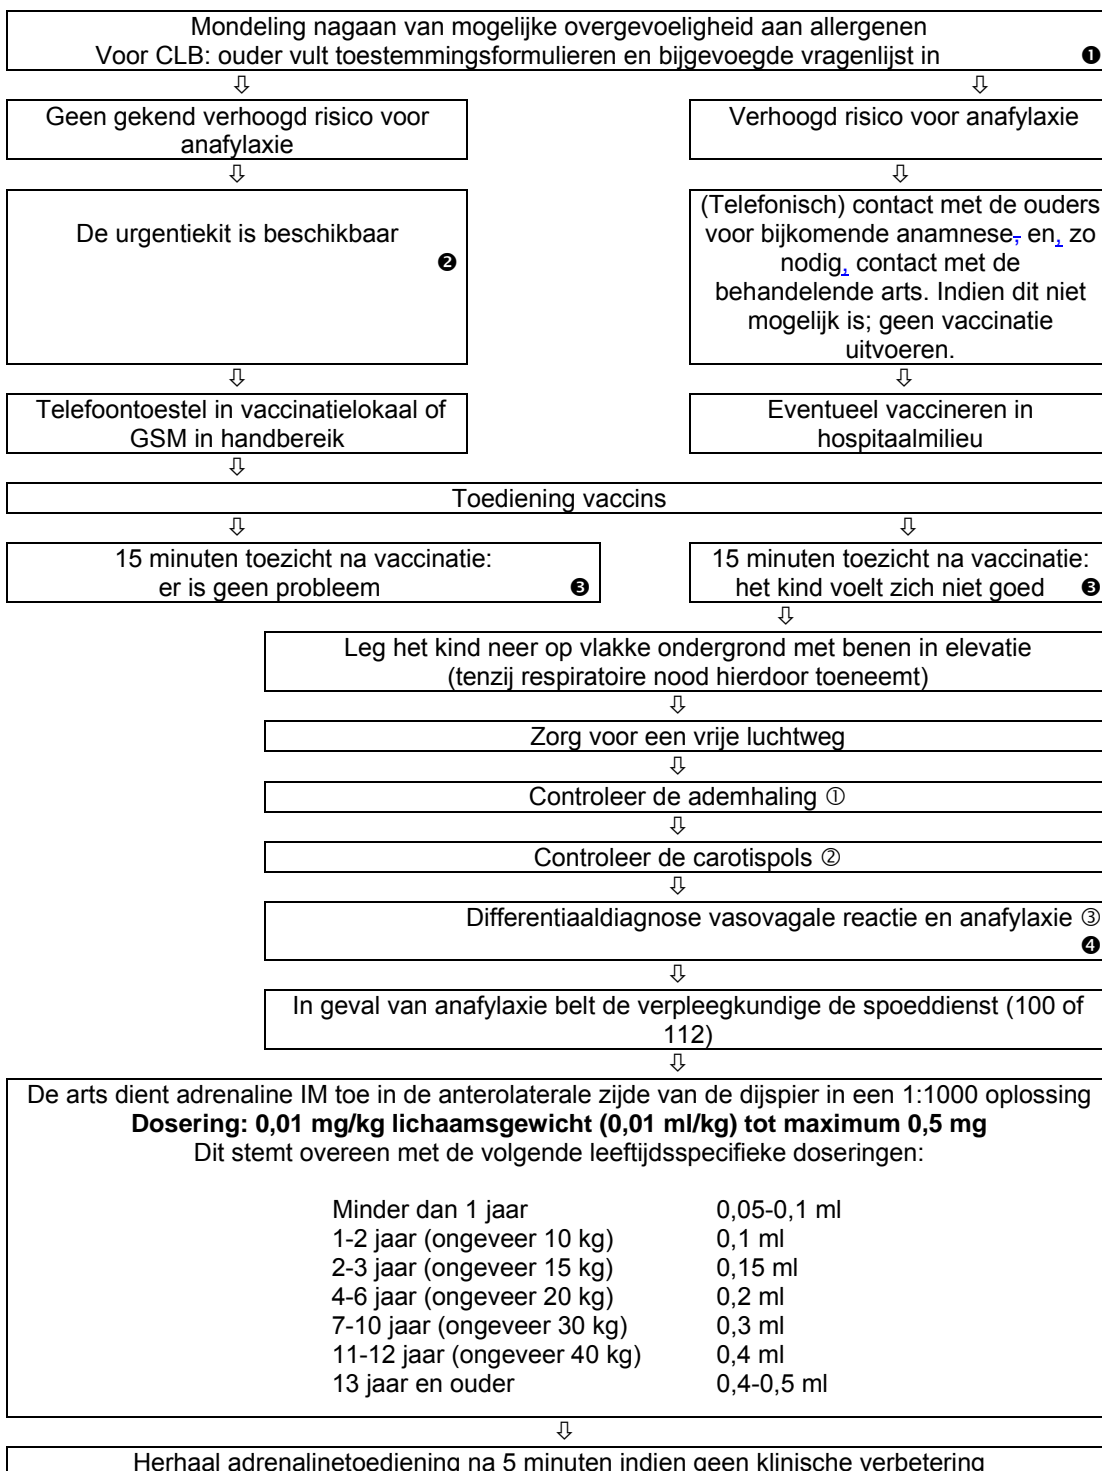 Mondeling nagaan van mogelijke overgevoeligheid aan allergenen
Voor CLB: ouder vult toestemmingsformulieren en bijgevoegde vragenlijst in ❶
⇩ ⇩
Geen gekend verhoogd risico voor
anafylaxie
Verhoogd risico voor anafylaxie
⇩ ⇩
De urgentiekit is beschikbaar
❷
(Telefonisch) contact met de ouders
voor bijkomende anamnese, en, zo
nodig, contact met de
behandelende arts. Indien dit niet
mogelijk is; geen vaccinatie
uitvoeren.
⇩ ⇩
Telefoontoestel in vaccinatielokaal of
GSM in handbereik
Eventueel vaccineren in
hospitaalmilieu
⇩
Toediening vaccins
⇩ ⇩
15 minuten toezicht na vaccinatie:
er is geen probleem ❸
15 minuten toezicht na vaccinatie:
het kind voelt zich niet goed ❸
⇩
Leg het kind neer op vlakke ondergrond met benen in elevatie
(tenzij respiratoire nood hierdoor toeneemt)
⇩
Zorg voor een vrije luchtweg
⇩
Controleer de ademhaling ①
⇩
Controleer de carotispols ②
⇩
Differentiaaldiagnose vasovagale reactie en anafylaxie ③
❹
⇩
In geval van anafylaxie belt de verpleegkundige de spoeddienst (100 of
112)
⇩
De arts dient adrenaline IM toe in de anterolaterale zijde van de dijspier in een 1:1000 oplossing
Dosering: 0,01 mg/kg lichaamsgewicht (0,01 ml/kg) tot maximum 0,5 mg
Dit stemt overeen met de volgende leeftijdsspecifieke doseringen:
Minder dan 1 jaar 0,05-0,1 ml
1-2 jaar (ongeveer 10 kg) 0,1 ml
2-3 jaar (ongeveer 15 kg) 0,15 ml
4-6 jaar (ongeveer 20 kg) 0,2 ml
7-10 jaar (ongeveer 30 kg) 0,3 ml
11-12 jaar (ongeveer 40 kg) 0,4 ml
13 jaar en ouder 0,4-0,5 ml
⇩
Herhaal adrenalinetoediening na 5 minuten indien geen klinische verbetering